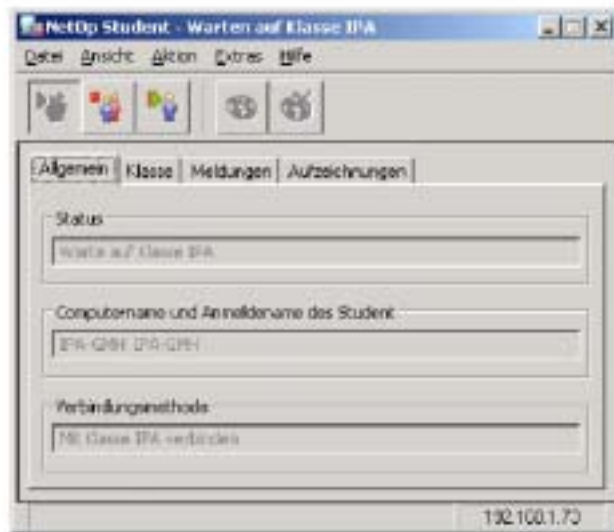 NetOp Student - Warten auf Klasse IPA
Datei Ansicht Aktion Extras Hilfe
Allgemein Klasse Meldungen Aufzeichnungen
Status
Warte auf Klasse IPA
Computername und Anmeldename des Student
IPA-GMH IPA-GMH
Verbindungsmethode
Mit Klasse IPA verbinden
192.168.1.70